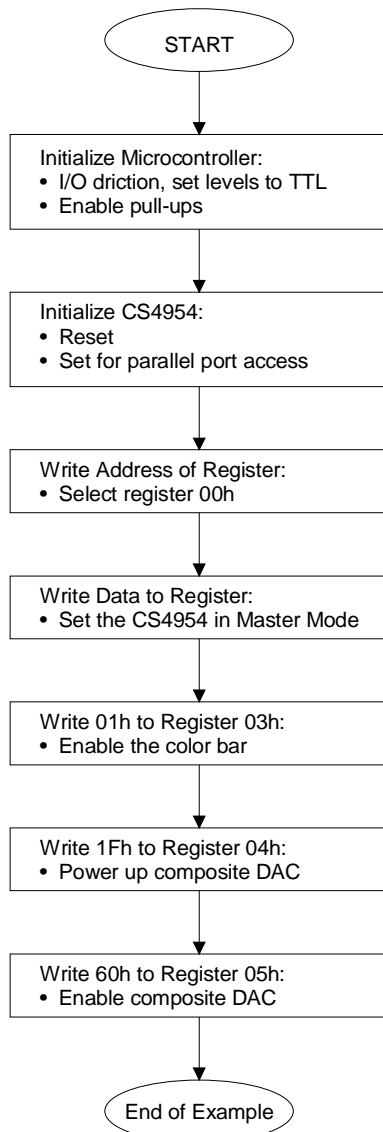 START
Initialize Microcontroller:
• I/O driction, set levels to TTL
• Enable pull-ups
Initialize CS4954:
• Reset
• Set for parallel port access
Write Address of Register:
• Select register 00h
Write Data to Register:
• Set the CS4954 in Master Mode
Write 01h to Register 03h:
• Enable the color bar
Write 1Fh to Register 04h:
• Power up composite DAC
Write 60h to Register 05h:
• Enable composite DAC
End of Example